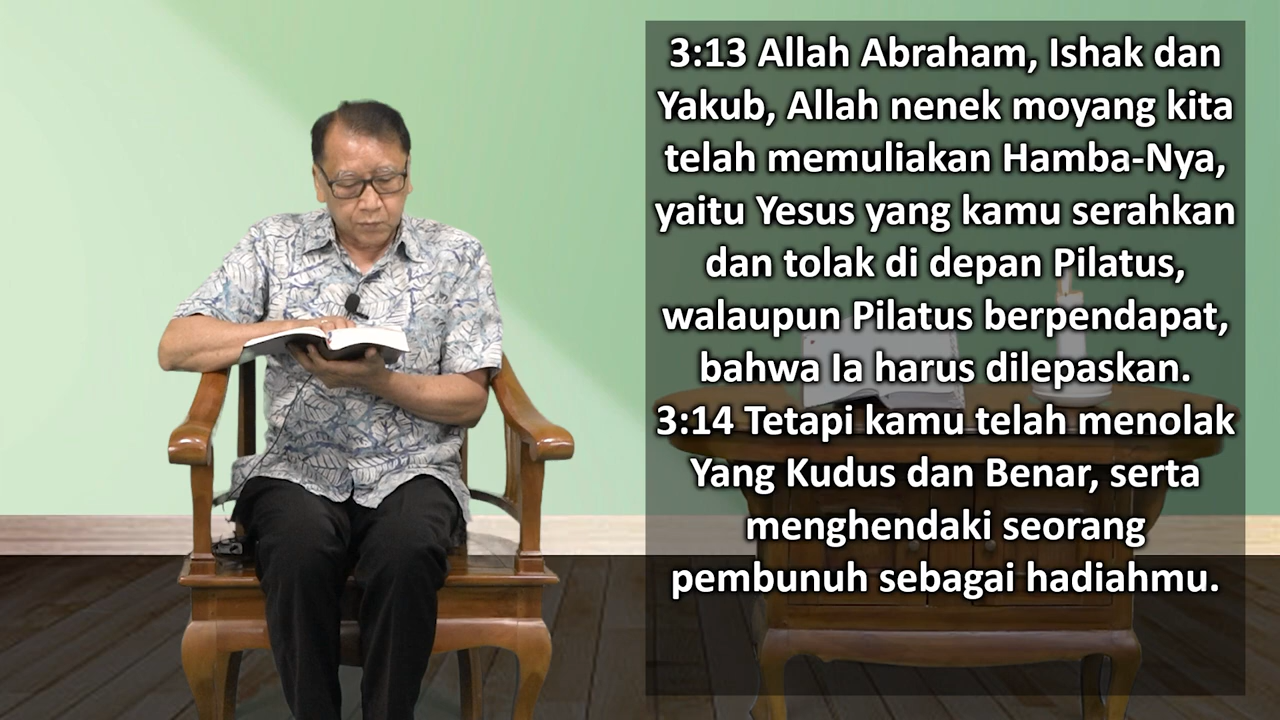 3:13 Allah Abraham, Ishak dan
Yakub, Allah nenek moyang kita
telah memuliakan Hamba-Nya,
yaitu Yesus yang kamu serahkan
dan tolak di depan Pilatus,
walaupun Pilatus berpendapat,
bahwa Ia harus dilepaskan.
3:14 Tetapi kamu telah menolak
Yang Kudus dan Benar, serta
menghendaki seorang
pembunuh sebagai hadiahmu.